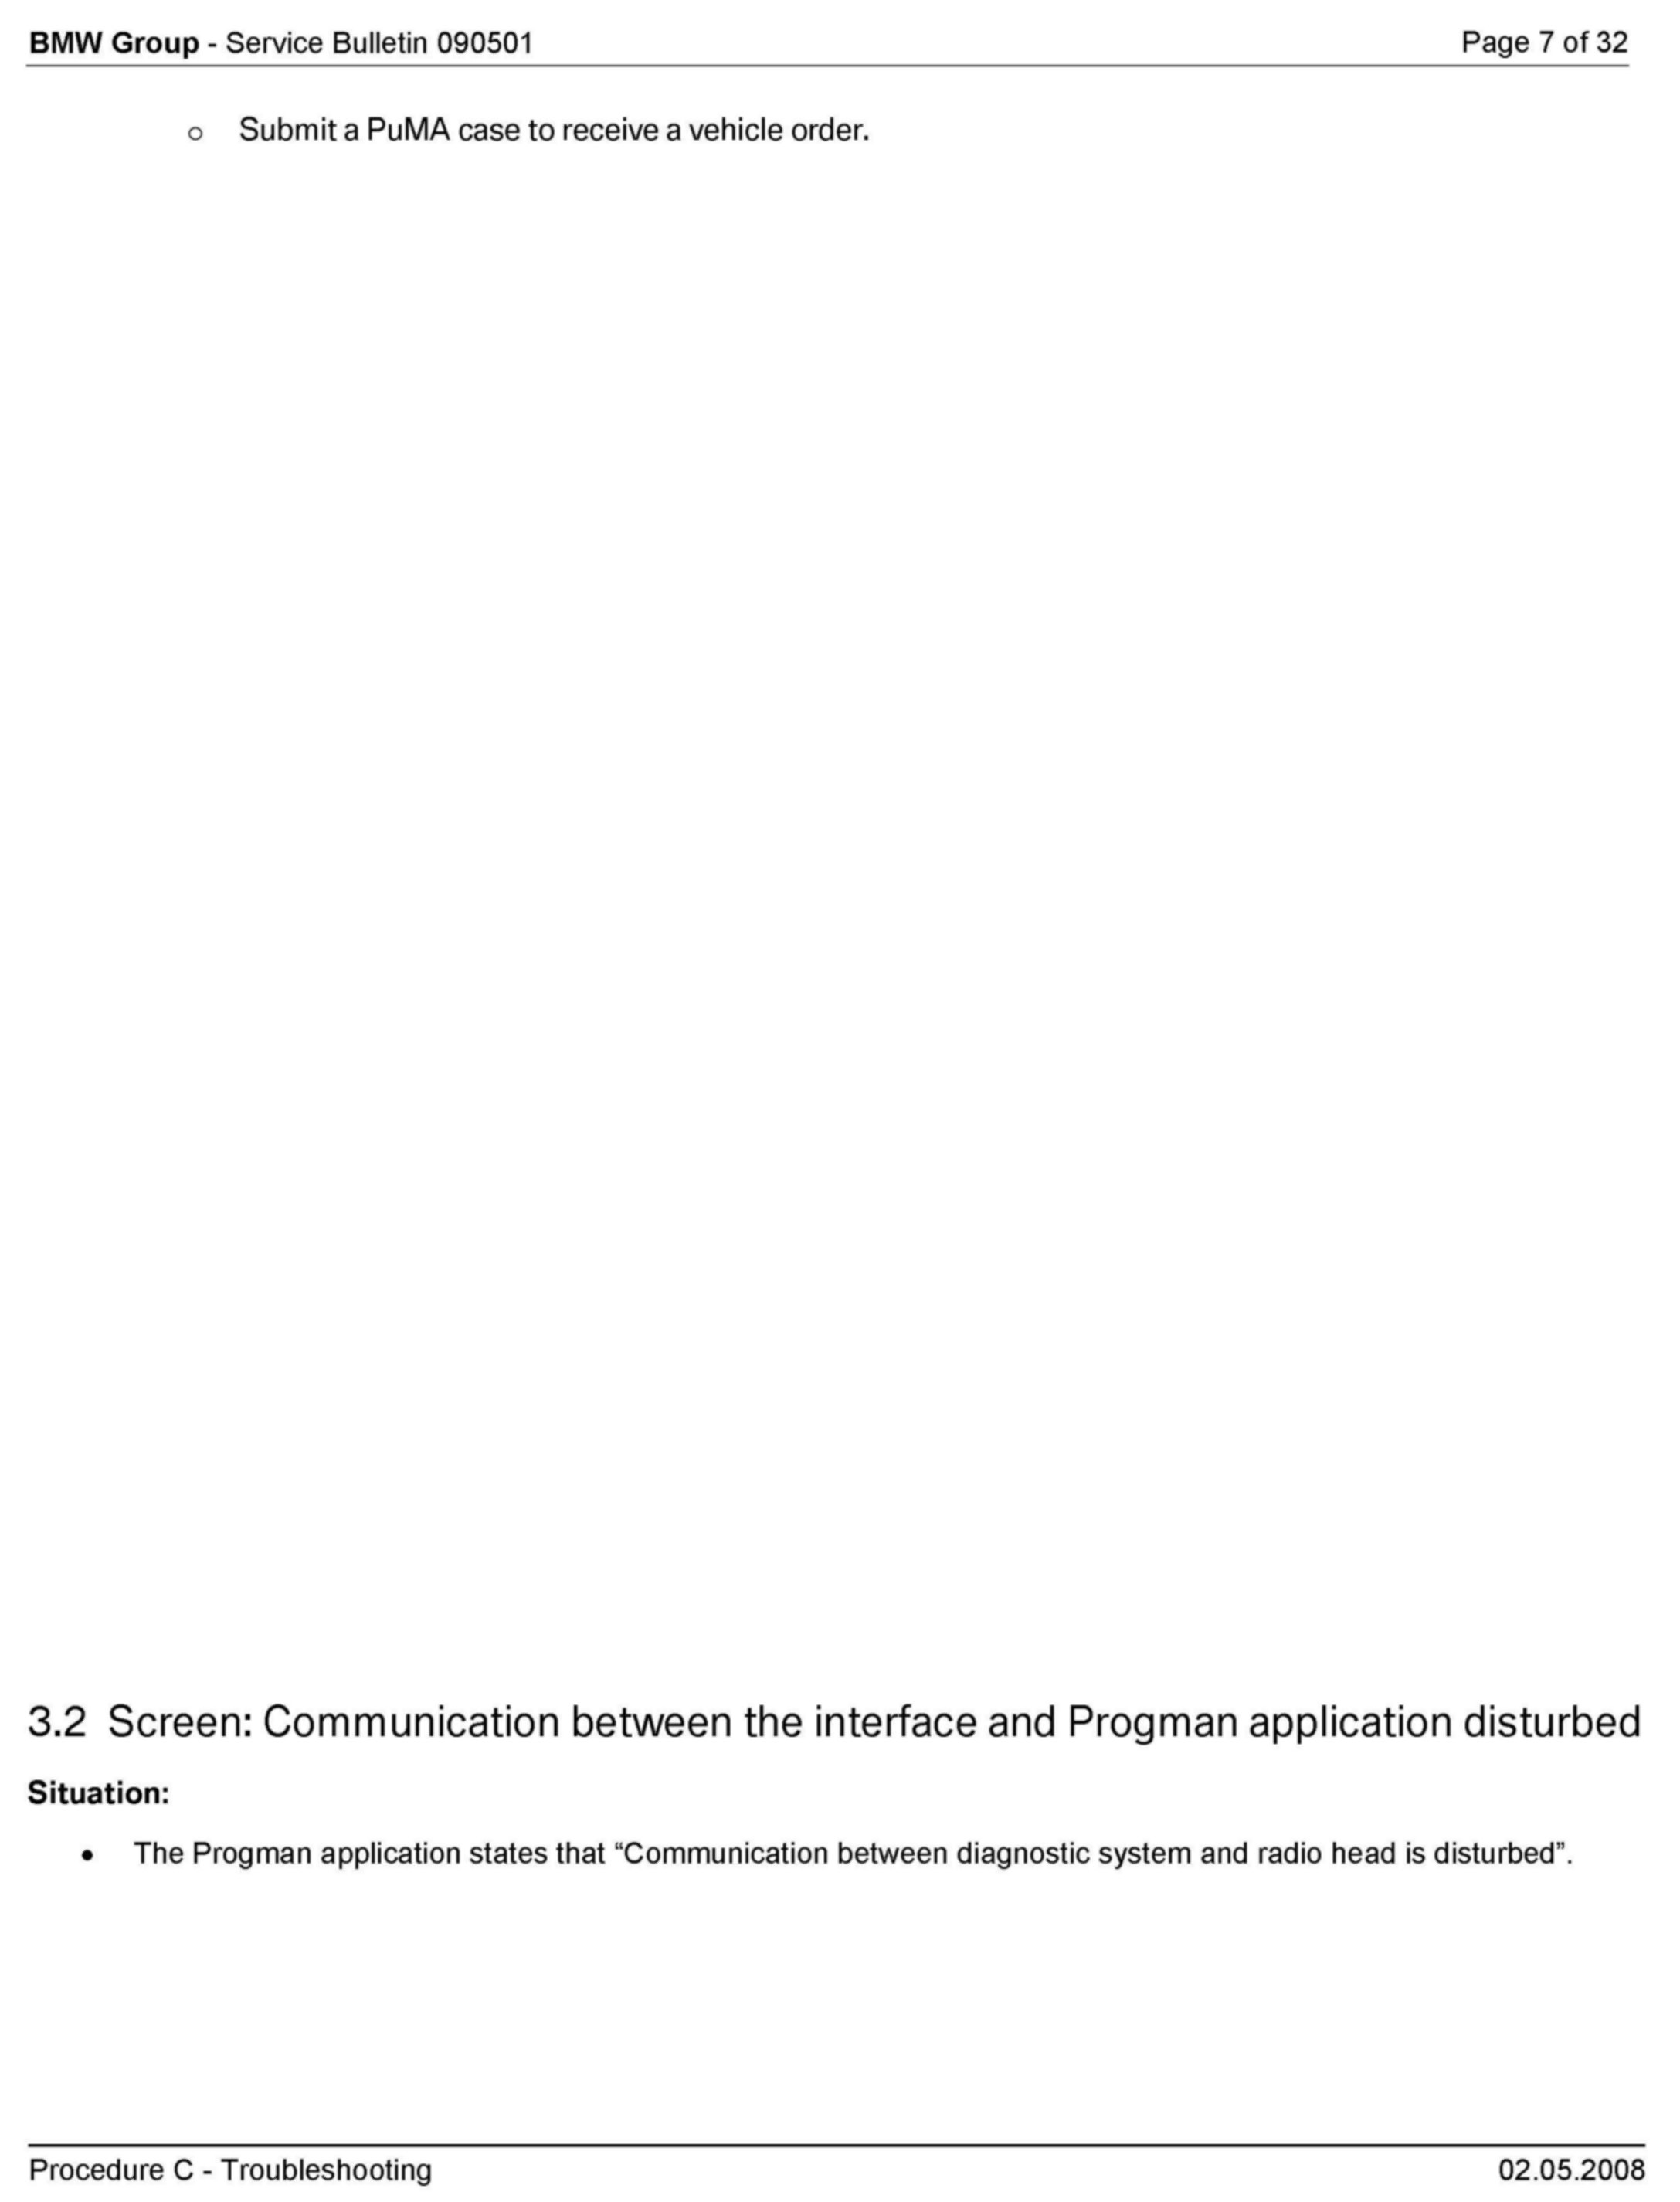 BMW Group - Service Bulletin 090501 Page 7 of 32
○ Submit a PuMA case to receive a vehicle order.
3.2 Screen: Communication between the interface and Progman application disturbed
Situation:
• The Progman application states that “Communication between diagnostic system and radio head is disturbed”.
Procedure C - Troubleshooting 02.05.2008